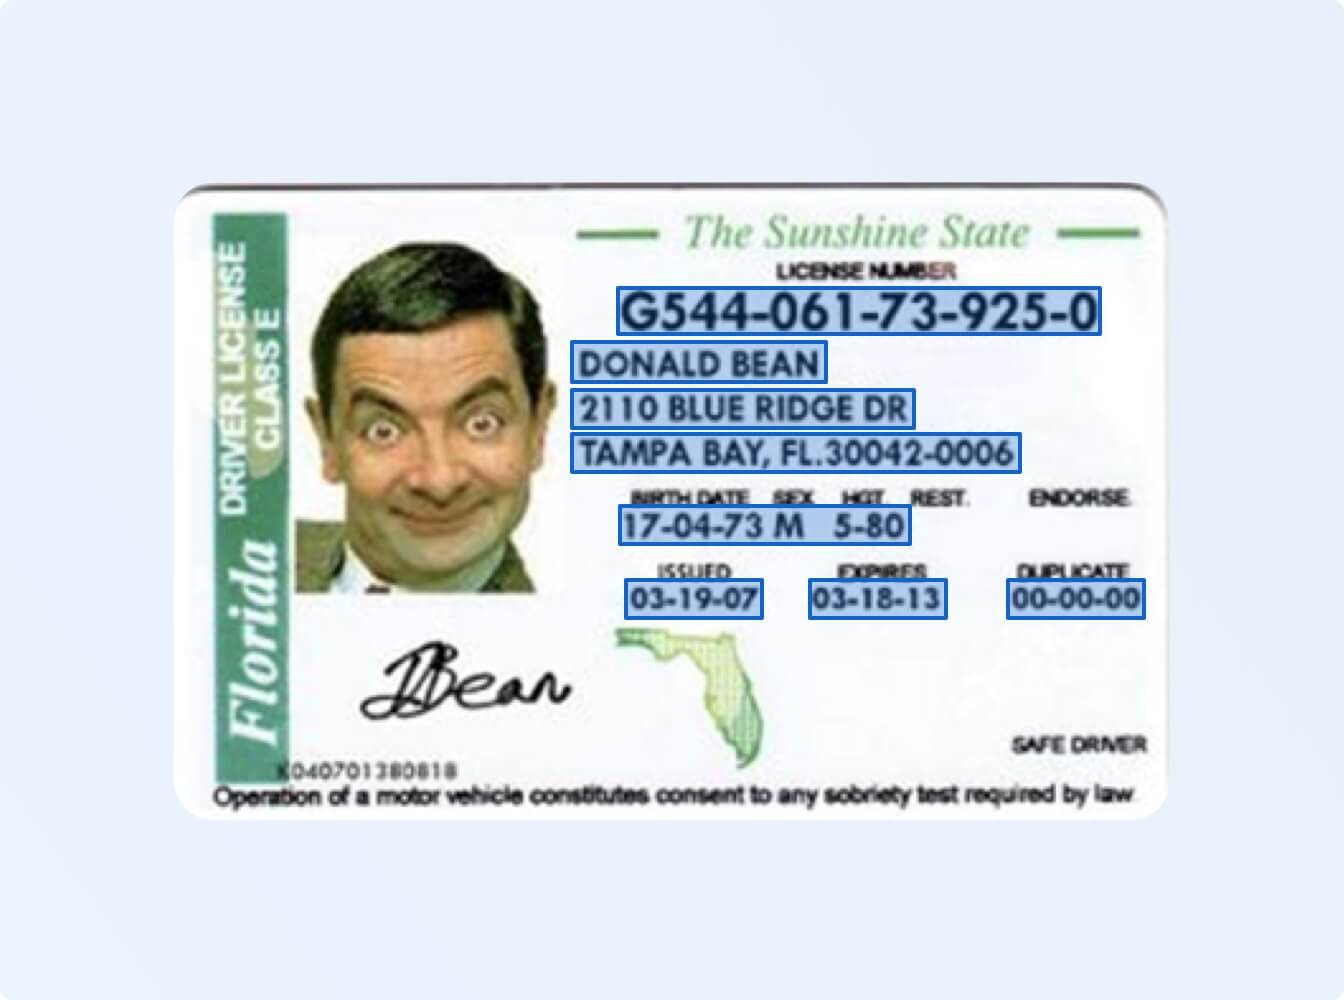 The Sunshine State
LICENSE NUMBER
G544-061-73-925-0
DONALD BEAN
2110 BLUE RIDGE DR
TAMPA BAY, FL.30042-0006
BIRTH DATE SEX HGT. REST. ENDORSE.
17-04-73 M 5-80
ISSUED EXPIRES DUPLICATE
03-19-07 03-18-13 00-00-00
DRIVER LICENSE
CLASS E
Florida
DBean
SAFE DRIVER
K040701380818
Operation of a motor vehicle constitutes consent to any sobriety test required by law.